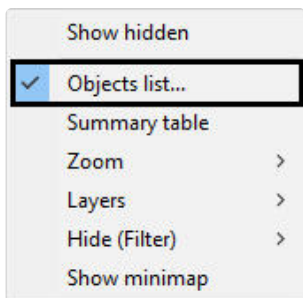 Show hidden
Objects list...
Summary table
Zoom
Layers
Hide (Filter)
Show minimap